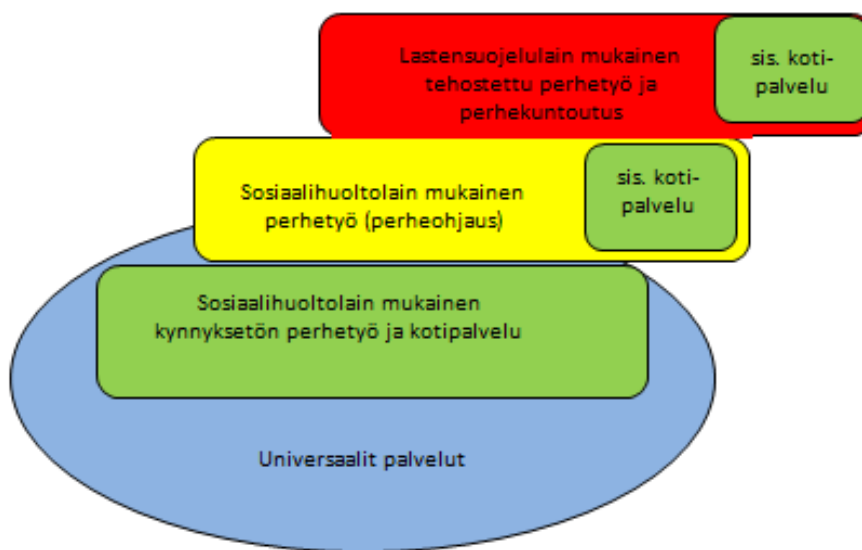 Lastensuojelulain mukainen
tehostettu perhetyö ja
perhekuntoutus
sis. koti-
palvelu
Sosiaalihuoltolain mukainen
perhetyö (perheohjaus)
sis. koti-
palvelu
Sosiaalihuoltolain mukainen
kynnyksetön perhetyö ja kotipalvelu
Universaalit palvelut